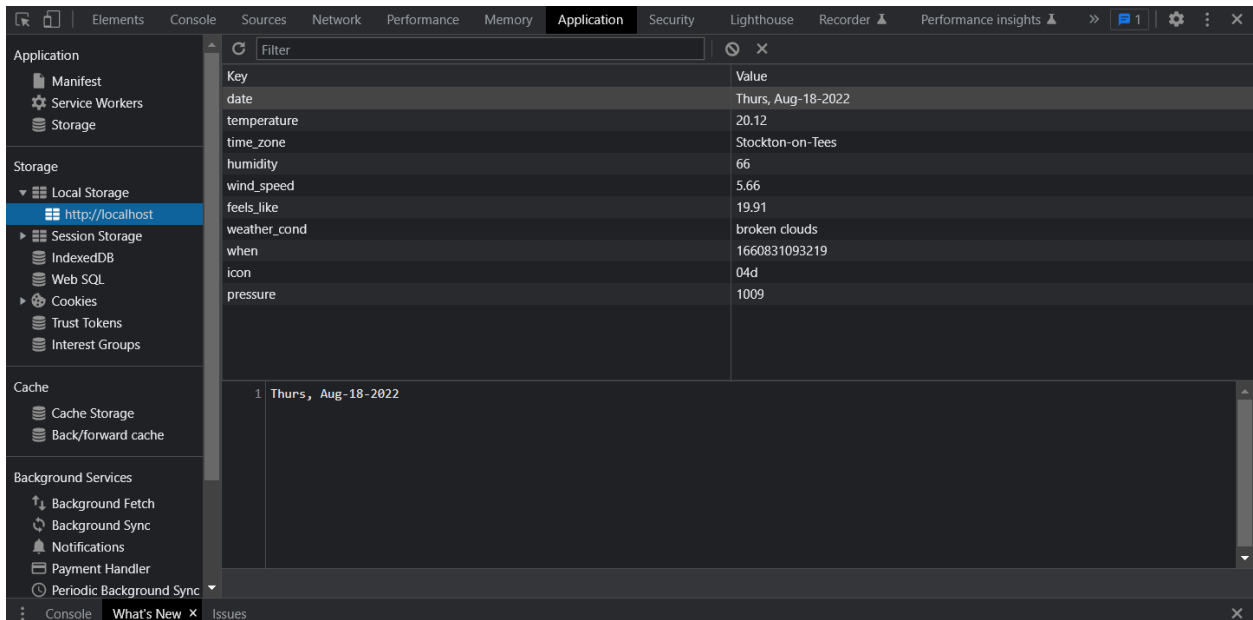 Elements Console Sources Network Performance Memory Application Security Lighthouse Recorder Performance insights » 1
Application
Manifest
Service Workers
Storage
Storage
Local Storage
http://localhost
Session Storage
IndexedDB
Web SQL
Cookies
Trust Tokens
Interest Groups
Cache
Cache Storage
Back/forward cache
Background Services
Background Fetch
Background Sync
Notifications
Payment Handler
Periodic Background Sync
Filter
Key Value
date Thurs, Aug-18-2022
temperature 20.12
time_zone Stockton-on-Tees
humidity 66
wind_speed 5.66
feels_like 19.91
weather_cond broken clouds
when 1660831093219
icon 04d
pressure 1009
1 Thurs, Aug-18-2022
Console What's New Issues